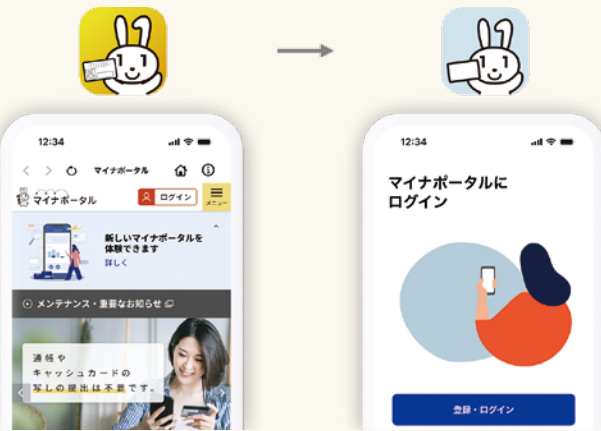 12:34
マイナポータル
マイナポータル
ログイン
メニュー
新しいマイナポータルを
体験できます
詳しく
メンテナンス・重要なお知らせ
通帳や
キャッシュカードの
写しの提出は不要です。
12:34
マイナポータルに
ログイン
登録・ログイン